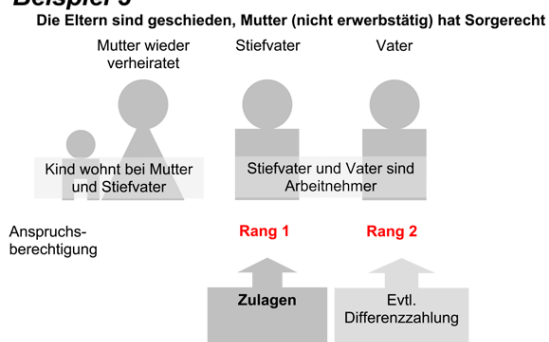 Beispiel 3
Die Eltern sind geschieden, Mutter (nicht erwerbstätig) hat Sorgerecht
Mutter wieder
verheiratet
Stiefvater
Vater
Kind wohnt bei Mutter
und Stiefvater
Stiefvater und Vater sind
Arbeitnehmer
Anspruchs-
berechtigung
Rang 1
Rang 2
Zulagen
Evtl.
Differenzzahlung